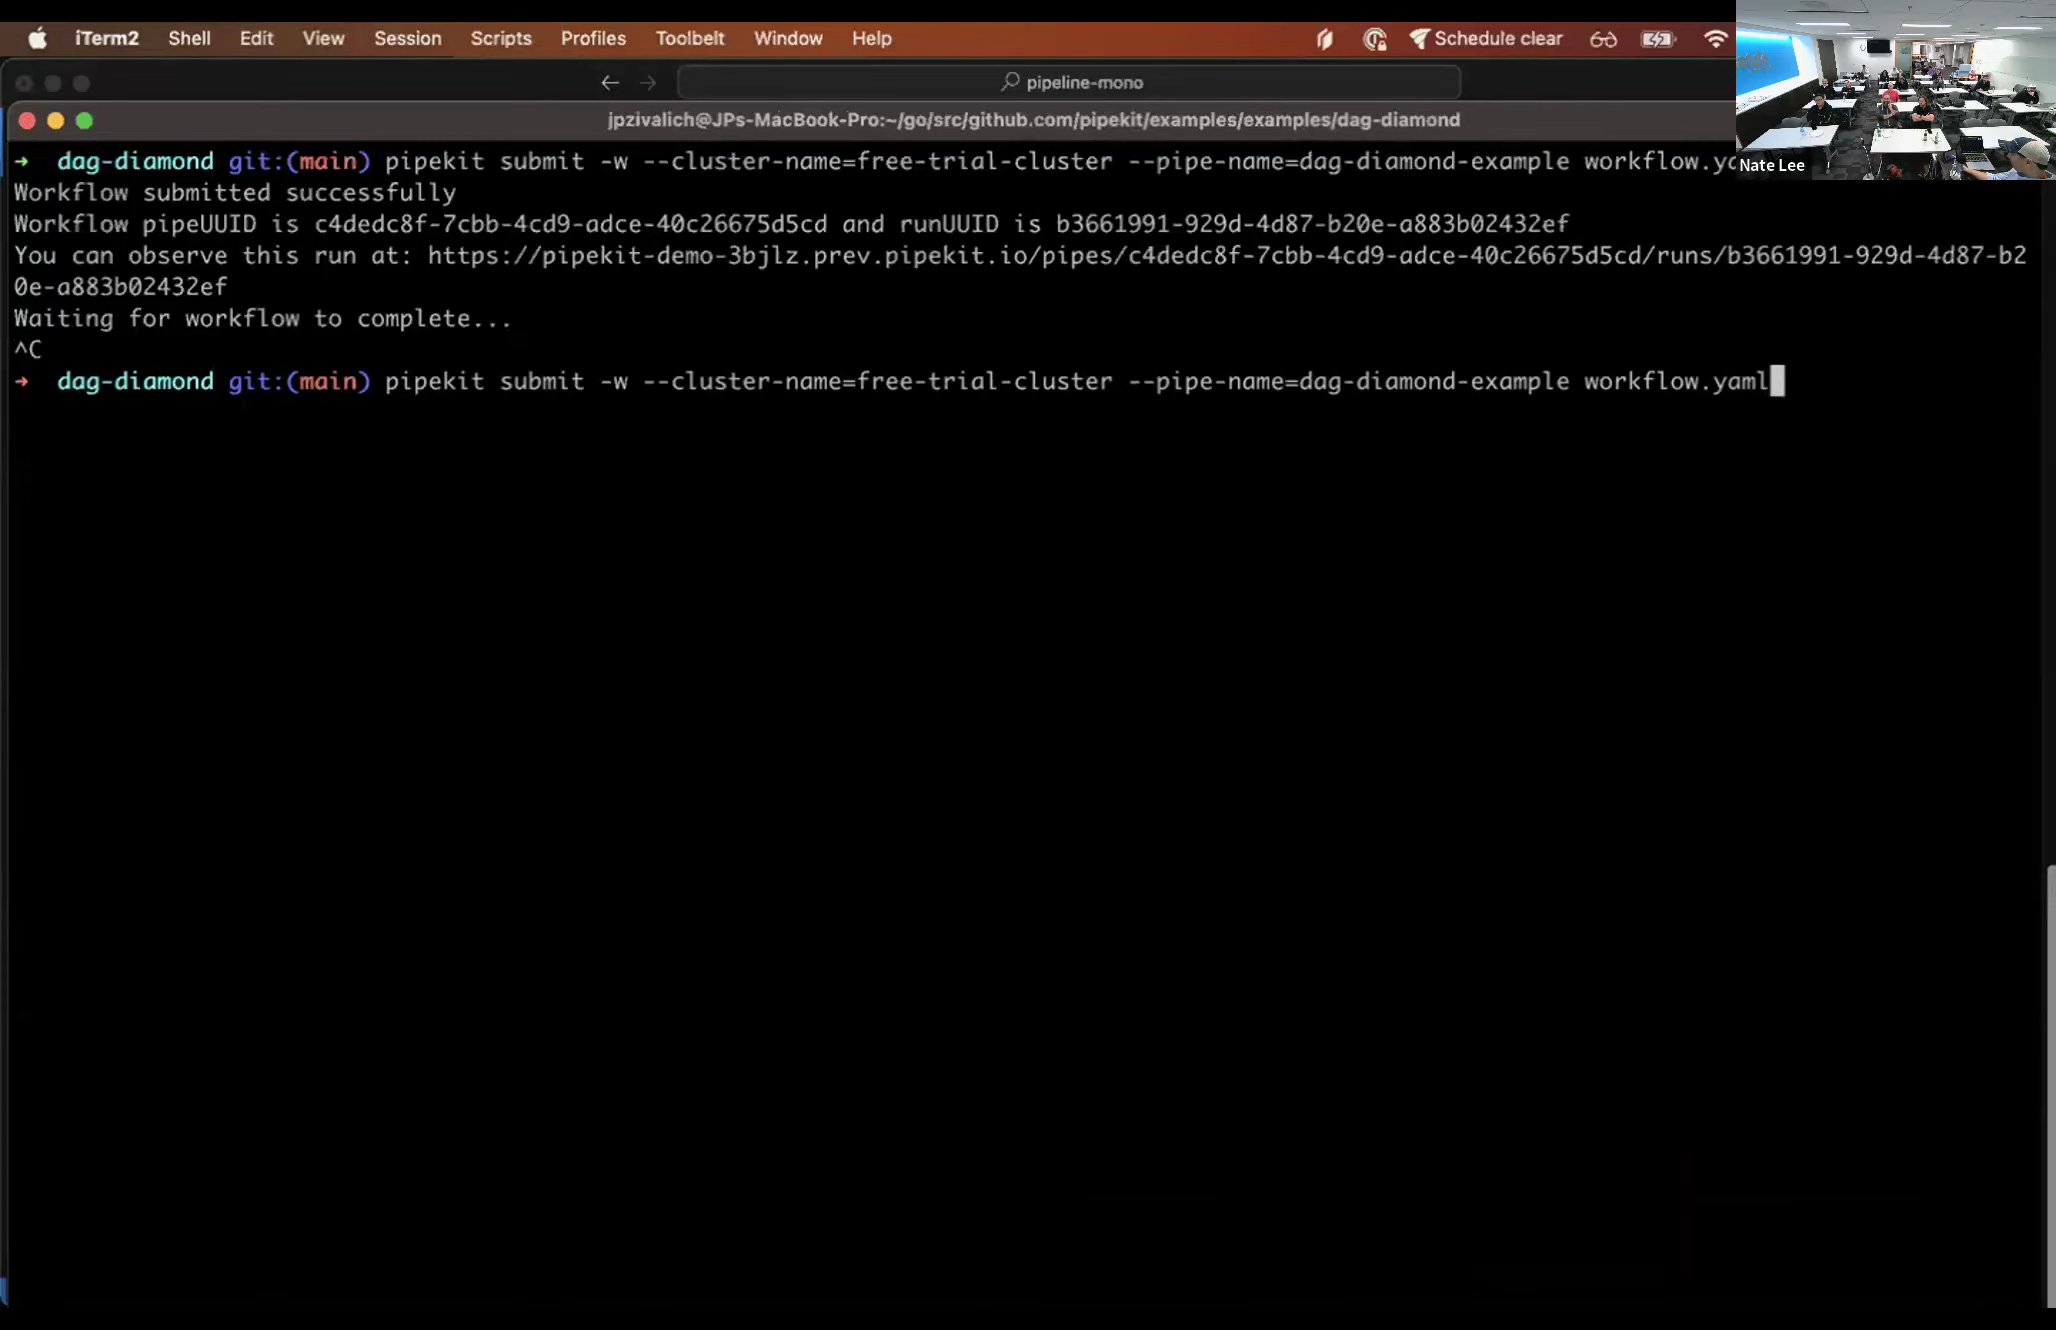 iTerm2 Shell Edit View Session Scripts Profiles Toolbelt Window Help Schedule clear
pipeline-mono
jpzivalich@JPs-MacBook-Pro:~/go/src/github.com/pipekit/examples/examples/dag-diamond
➜ dag-diamond git:(main) pipekit submit -w --cluster-name=free-trial-cluster --pipe-name=dag-diamond-example workflow.ya
Nate Lee
Workflow submitted successfully
Workflow pipeUUID is c4dedc8f-7cbb-4cd9-adce-40c26675d5cd and runUUID is b3661991-929d-4d87-b20e-a883b02432ef
You can observe this run at: https://pipekit-demo-3bjlz.prev.pipekit.io/pipes/c4dedc8f-7cbb-4cd9-adce-40c26675d5cd/runs/b3661991-929d-4d87-b2
0e-a883b02432ef
Waiting for workflow to complete...
^C
➜ dag-diamond git:(main) pipekit submit -w --cluster-name=free-trial-cluster --pipe-name=dag-diamond-example workflow.yaml